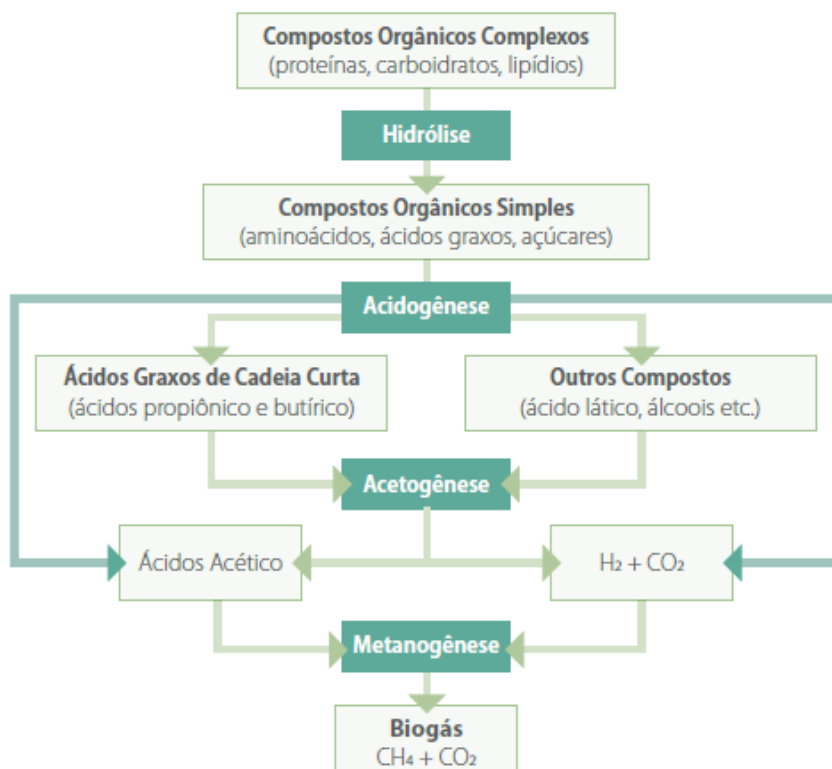 Compostos Orgânicos Complexos
(proteínas, carboidratos, lipídios)
Hidrólise
Compostos Orgânicos Simples
(aminoácidos, ácidos graxos, açúcares)
Acidogênese
Ácidos Graxos de Cadeia Curta
(ácidos propiônico e butírico)
Outros Compostos
(ácido lático, álcoois etc.)
Acetogênese
Ácidos Acético
H₂ + CO₂
Metanogênese
Biogás
CH₄ + CO₂